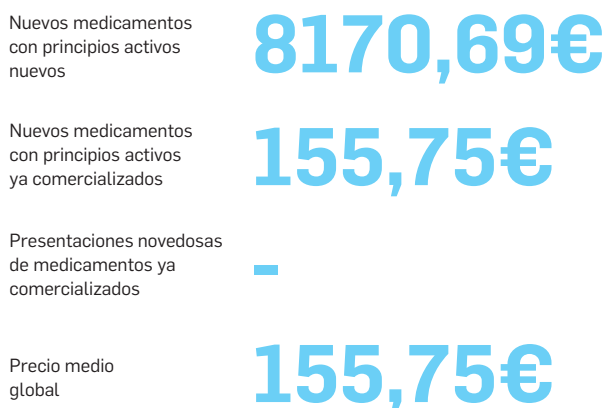 Nuevos medicamentos
con principios activos
nuevos
8170,69€
Nuevos medicamentos
con principios activos
ya comercializados
155,75€
Presentaciones novedosas
de medicamentos ya
comercializados
-
Precio medio
global
155,75€